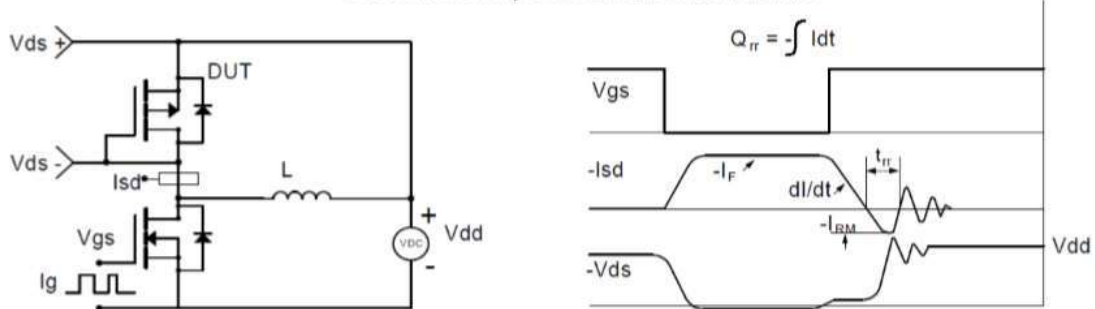 Vds +
DUT
Vds -
Isd
L
Vgs
Ig
+
VDC
-
Vdd
Qrr = -∫ Idt
Vgs
-Isd
-IF
dI/dt
trr
-IRM
-Vds
Vdd